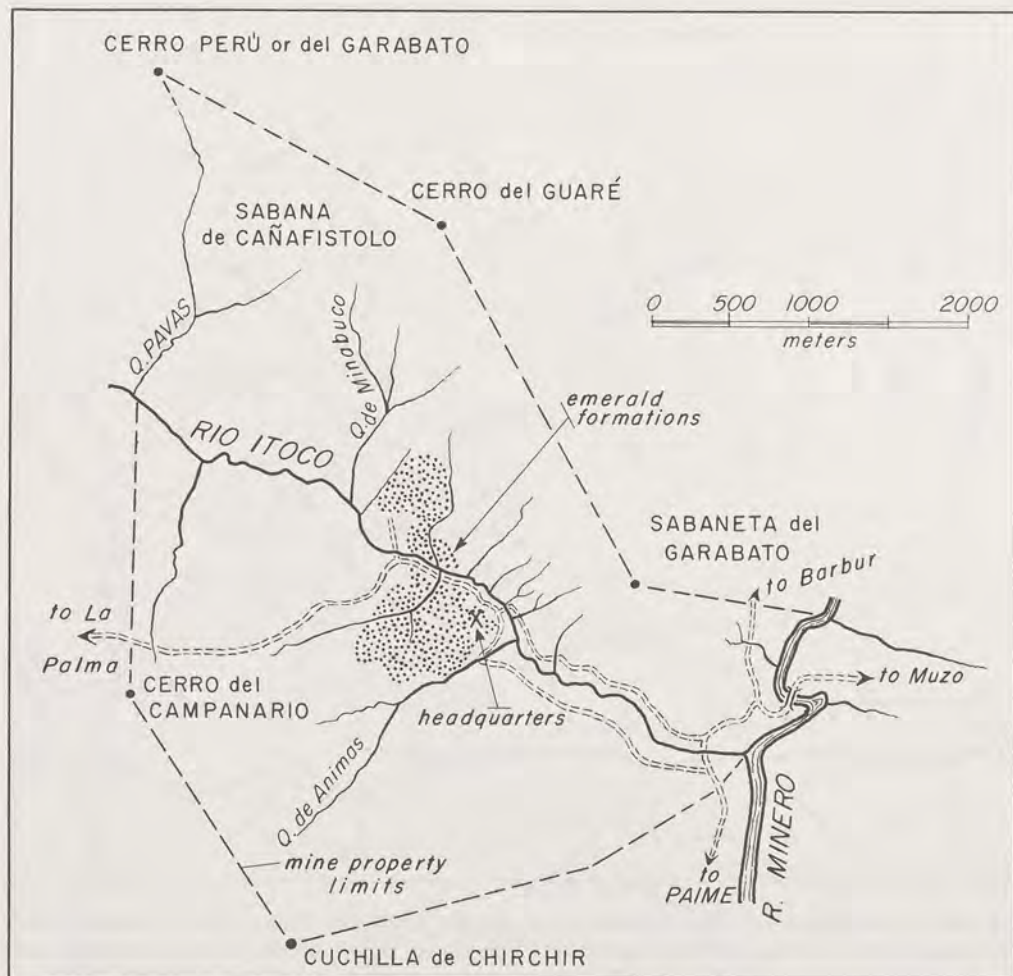 CERRO PERÙ or del GARABATO
CERRO del GUARÉ
SABANA
de CAÑAFISTOLO
0 500 1000 2000
meters
Q. PAVAS
Q. de Minabuco
emerald
formations
RIO ITOCO
SABANETA del
GARABATO
to Barbur
to La
Palma
to Muzo
CERRO del
CAMPANARIO
headquarters
Q. de Animas
mine property
limits
to
PAIME
R. MINERO
CUCHILLA de CHIRCHIR